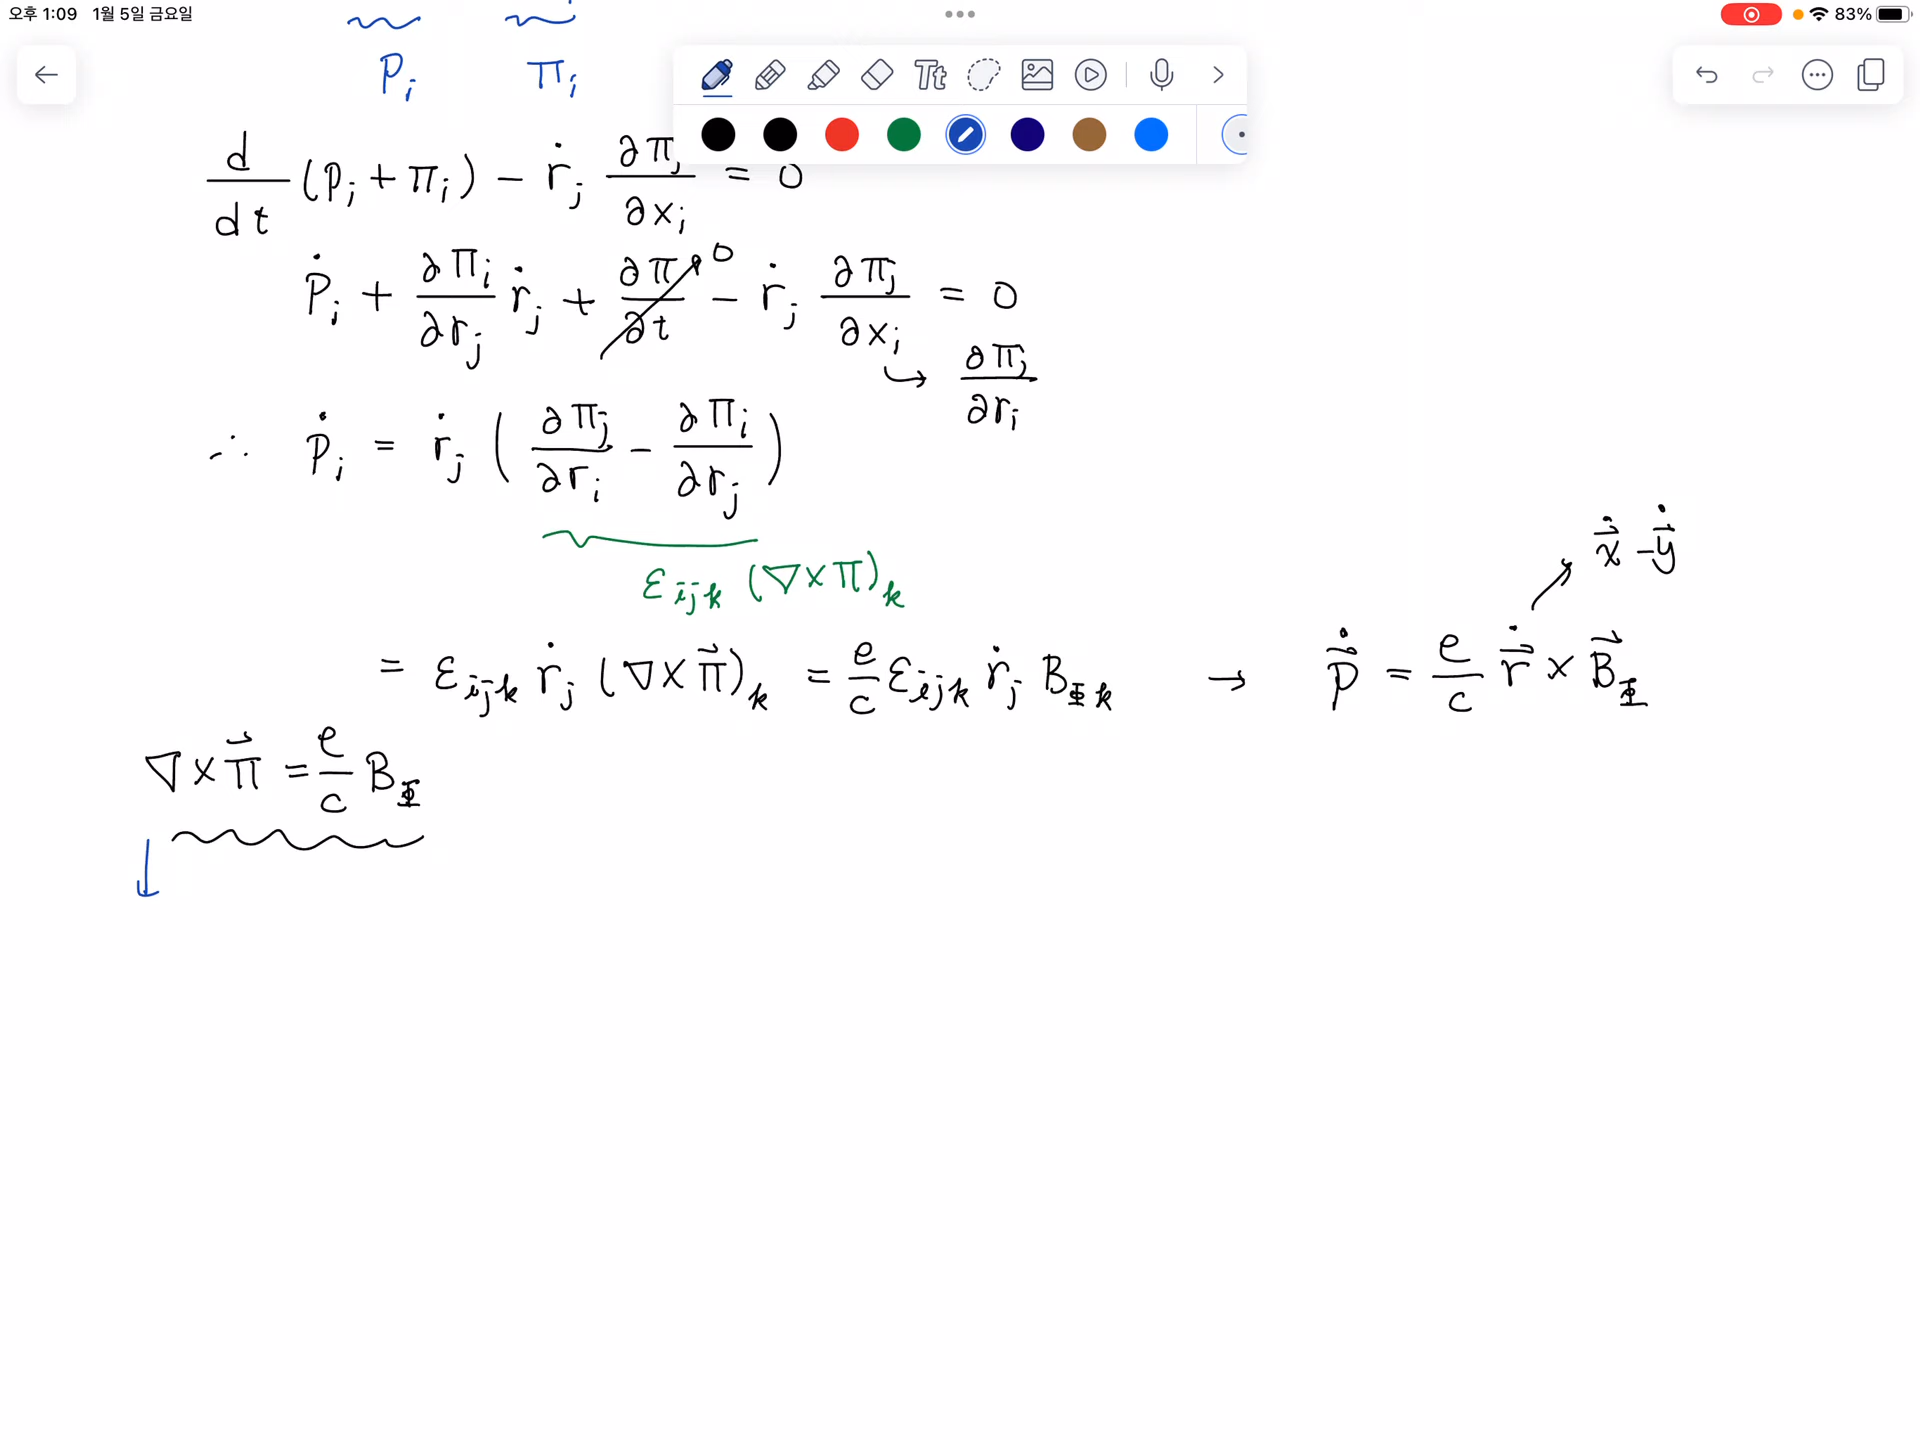 오후 1:09 1월 5일 금요일 83%
P_i π_i
Tt
d/dt (p_i + π_i) − ṙ_j ∂π_j/∂x_i = 0
Ṗ_i + ∂π_i/∂r_j ṙ_j + ∂π/∂t 0 − ṙ_j ∂π_j/∂x_i = 0
↳ ∂π_j/∂r_i
∴ ṗ_i = ṙ_j ( ∂π_j/∂r_i − ∂π_i/∂r_j )
ε_ijk (∇×π)_k
ẋ⃗ − ẏ⃗
= ε_ijk ṙ_j (∇×π⃗)_k = e/c ε_ijk ṙ_j B_Φk → ṗ⃗ = e/c ṙ⃗ × B⃗_Φ
∇×π⃗ = e/c B_Φ